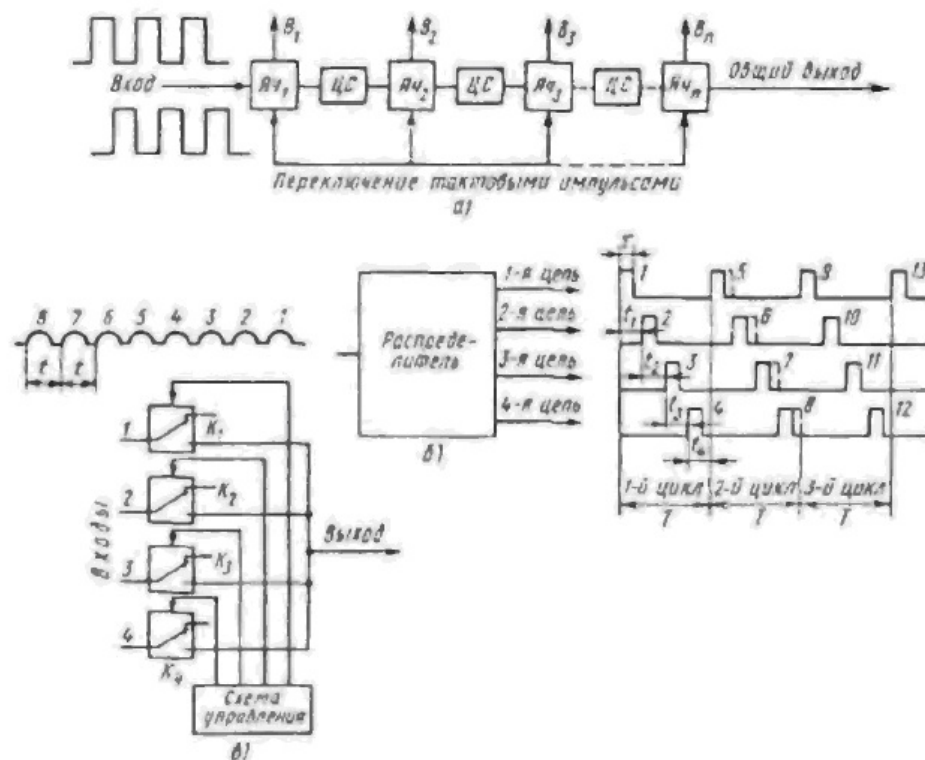 В₁ В₂ В₃ Вₙ
Вход Яч₁ ЦС Яч₂ ЦС Яч₃ ЦС Ячₙ Общий выход
Переключение тактовыми импульсами
а)
8 7 6 5 4 3 2 1
t t
Распреде-
литель
1-я цепь
2-я цепь
3-я цепь
4-я цепь
б)
1 5 9 13
t₁ 2 6 10
t₂ 3 7 11
t₃ 4 8 12
t₄
1-й цикл 2-й цикл 3-й цикл
T T T
Входы
1 K₁
2 K₂
3 K₃
4
K₄
Выход
Схема
управления